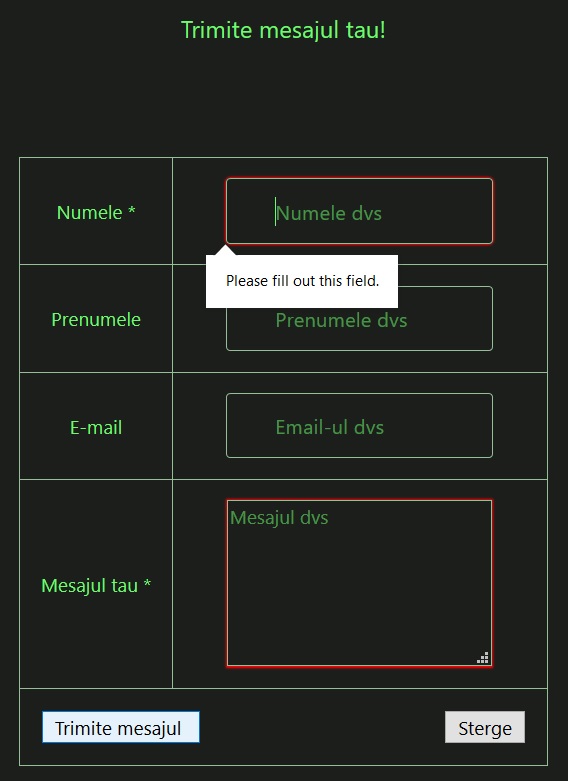 Trimite mesajul tau!
Numele *
Numele dvs
Please fill out this field.
Prenumele
Prenumele dvs
E-mail
Email-ul dvs
Mesajul tau *
Mesajul dvs
Trimite mesajul
Sterge